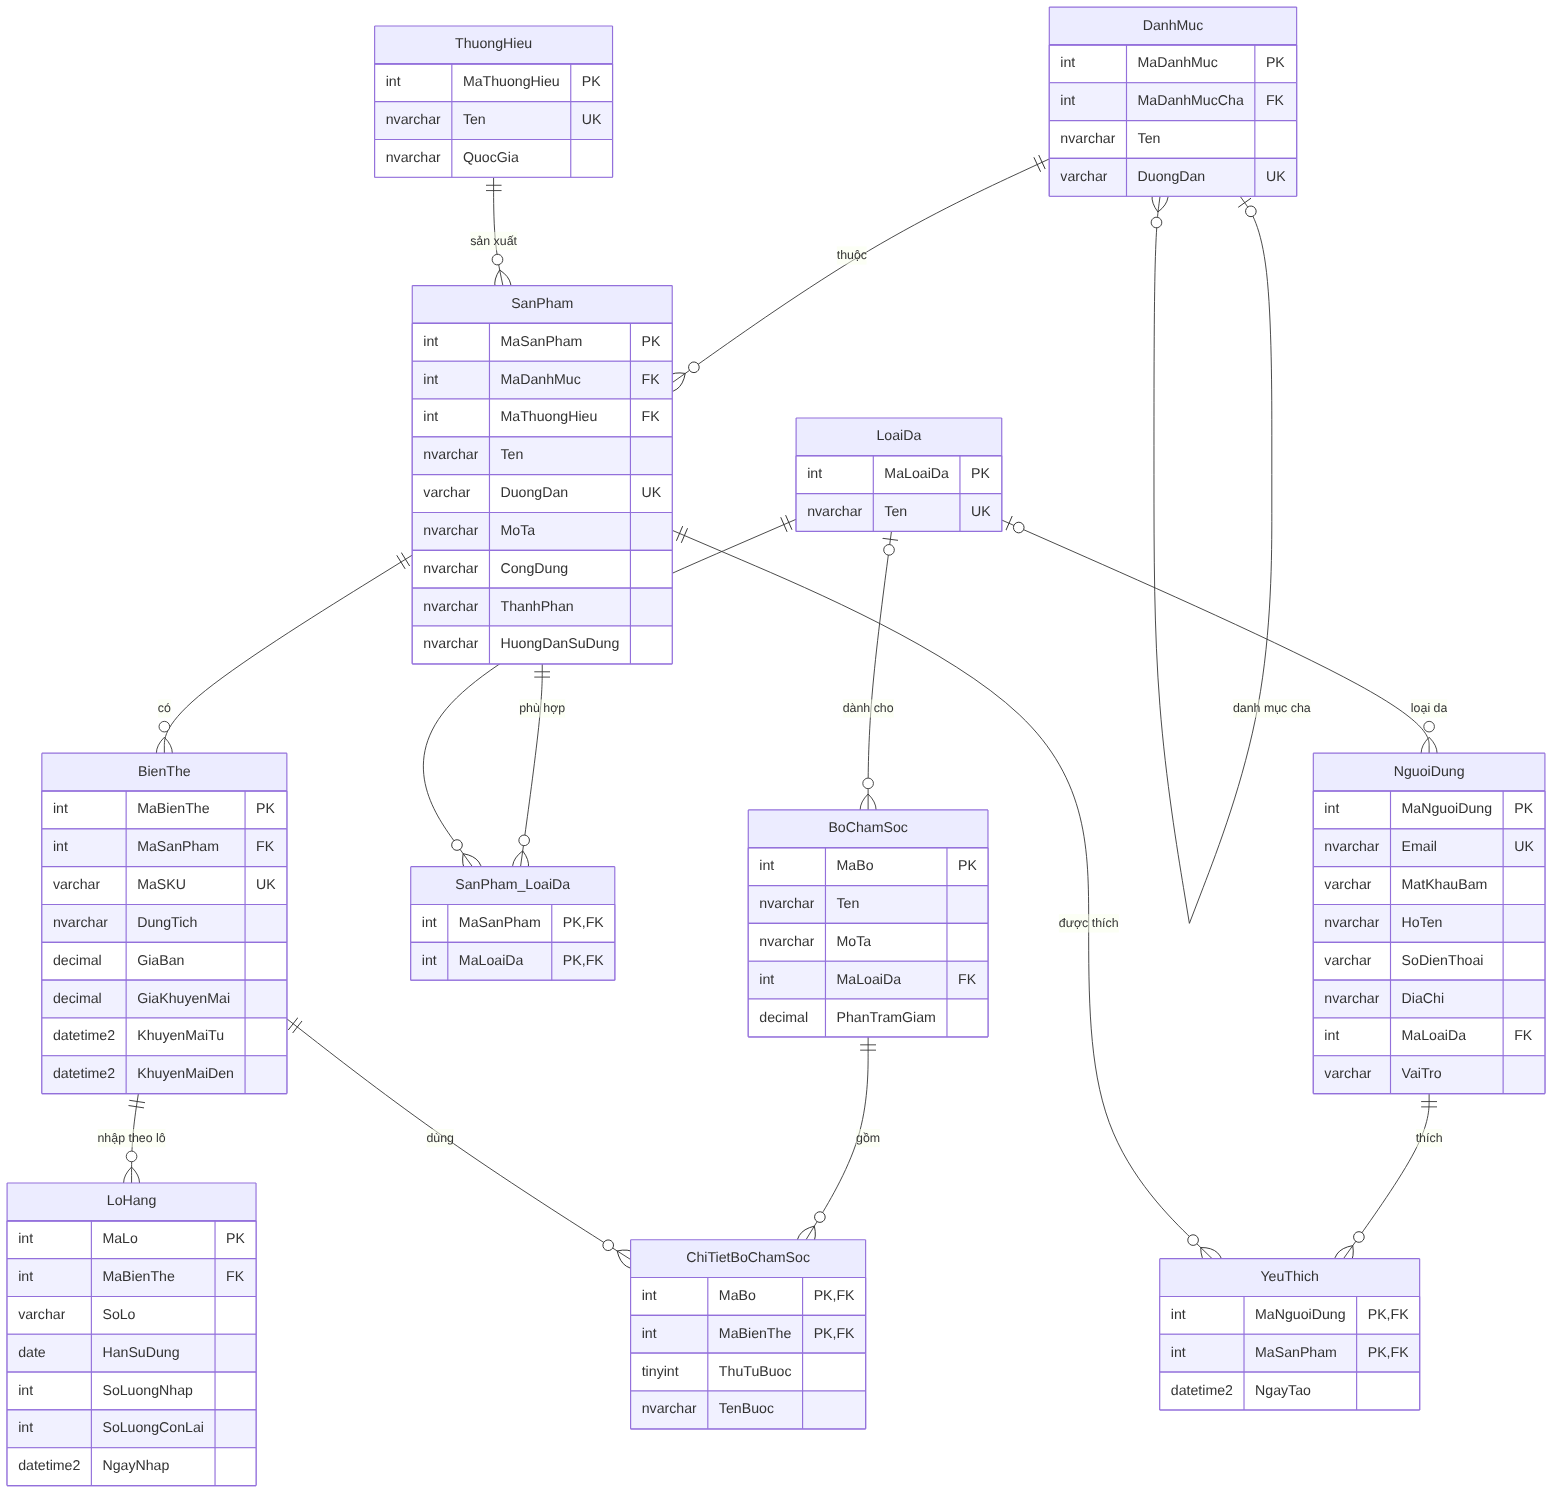 ThuongHieu
int MaThuongHieu PK
nvarchar Ten UK
nvarchar QuocGia
DanhMuc
int MaDanhMuc PK
int MaDanhMucCha FK
nvarchar Ten
varchar DuongDan UK
sản xuất
thuộc
SanPham
int MaSanPham PK
int MaDanhMuc FK
int MaThuongHieu FK
nvarchar Ten
varchar DuongDan UK
nvarchar MoTa
nvarchar CongDung
nvarchar ThanhPhan
nvarchar HuongDanSuDung
LoaiDa
int MaLoaiDa PK
nvarchar Ten UK
có
phù hợp
dành cho
được thích
danh mục cha
loại da
BienThe
int MaBienThe PK
int MaSanPham FK
varchar MaSKU UK
nvarchar DungTich
decimal GiaBan
decimal GiaKhuyenMai
datetime2 KhuyenMaiTu
datetime2 KhuyenMaiDen
SanPham_LoaiDa
int MaSanPham PK,FK
int MaLoaiDa PK,FK
BoChamSoc
int MaBo PK
nvarchar Ten
nvarchar MoTa
int MaLoaiDa FK
decimal PhanTramGiam
NguoiDung
int MaNguoiDung PK
nvarchar Email UK
varchar MatKhauBam
nvarchar HoTen
varchar SoDienThoai
nvarchar DiaChi
int MaLoaiDa FK
varchar VaiTro
nhập theo lô
dùng
gồm
thích
LoHang
int MaLo PK
int MaBienThe FK
varchar SoLo
date HanSuDung
int SoLuongNhap
int SoLuongConLai
datetime2 NgayNhap
ChiTietBoChamSoc
int MaBo PK,FK
int MaBienThe PK,FK
tinyint ThuTuBuoc
nvarchar TenBuoc
YeuThich
int MaNguoiDung PK,FK
int MaSanPham PK,FK
datetime2 NgayTao